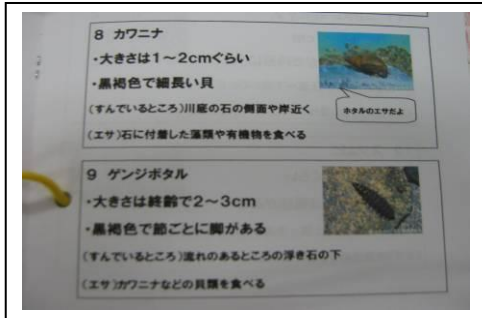 8 カワニナ
・大きさは1～2cmぐらい
・黒褐色で細長い貝
(すんでいるところ)川底の石の側面や岸近く
ホタルのエサだよ
(エサ)石に付着した藻類や有機物を食べる
9 ゲンジボタル
・大きさは終齢で2～3cm
・黒褐色で節ごとに脚がある
(すんでいるところ)流れのあるところの浮き石の下
(エサ)カワニナなどの貝類を食べる